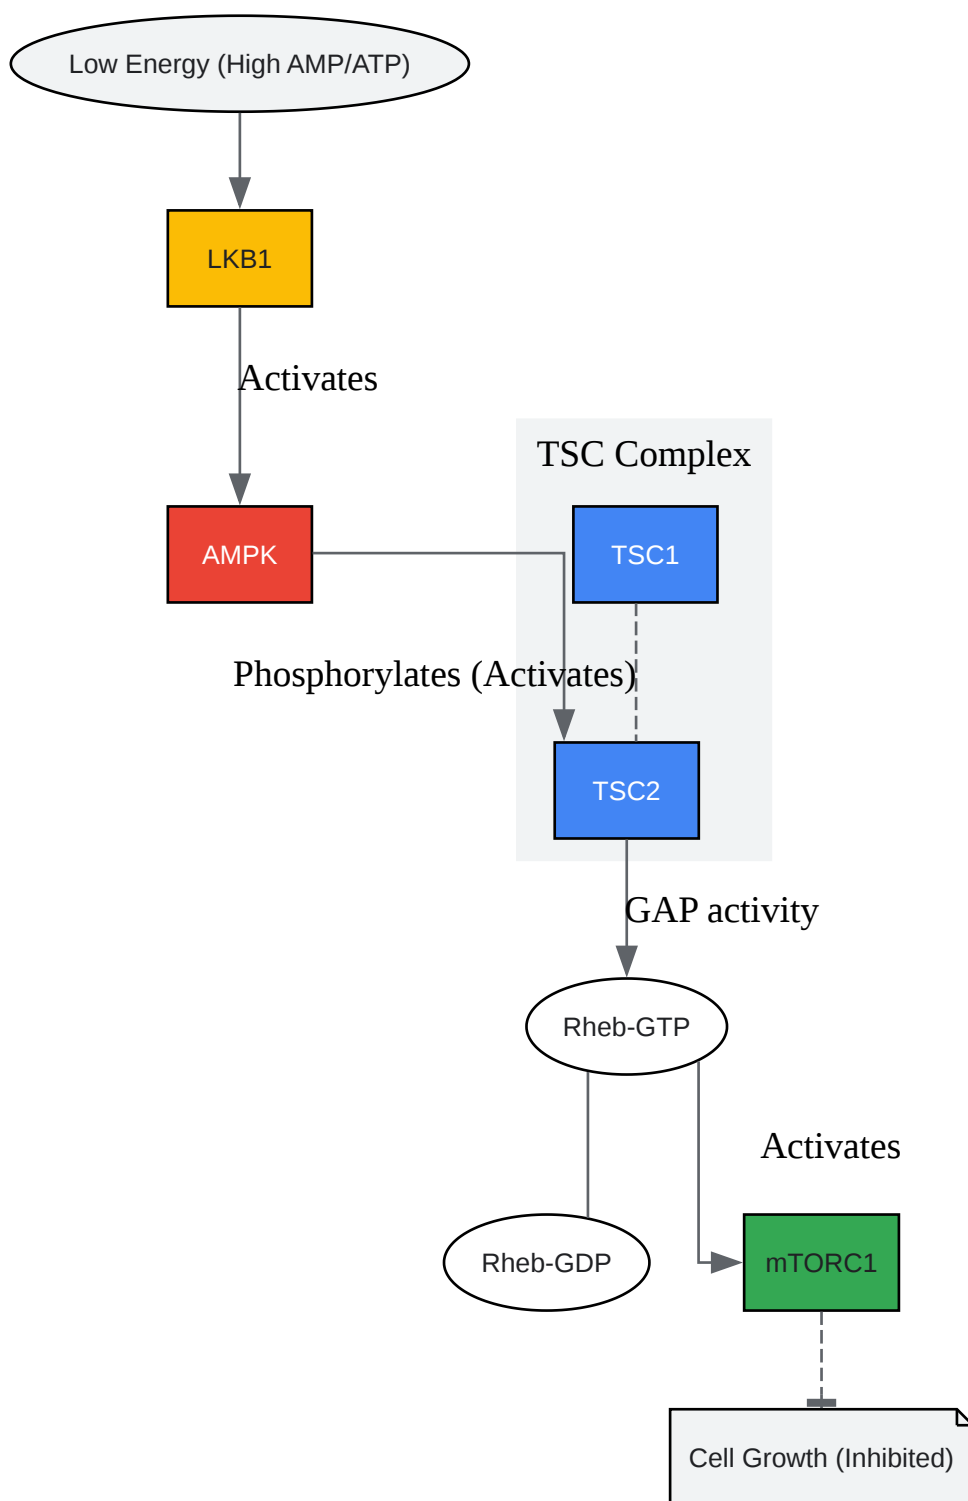 Low Energy (High AMP/ATP)
LKB1
Activates
TSC Complex
AMPK
TSC1
Phosphorylates (Activates)
TSC2
GAP activity
Rheb-GTP
Activates
Rheb-GDP
mTORC1
Cell Growth (Inhibited)